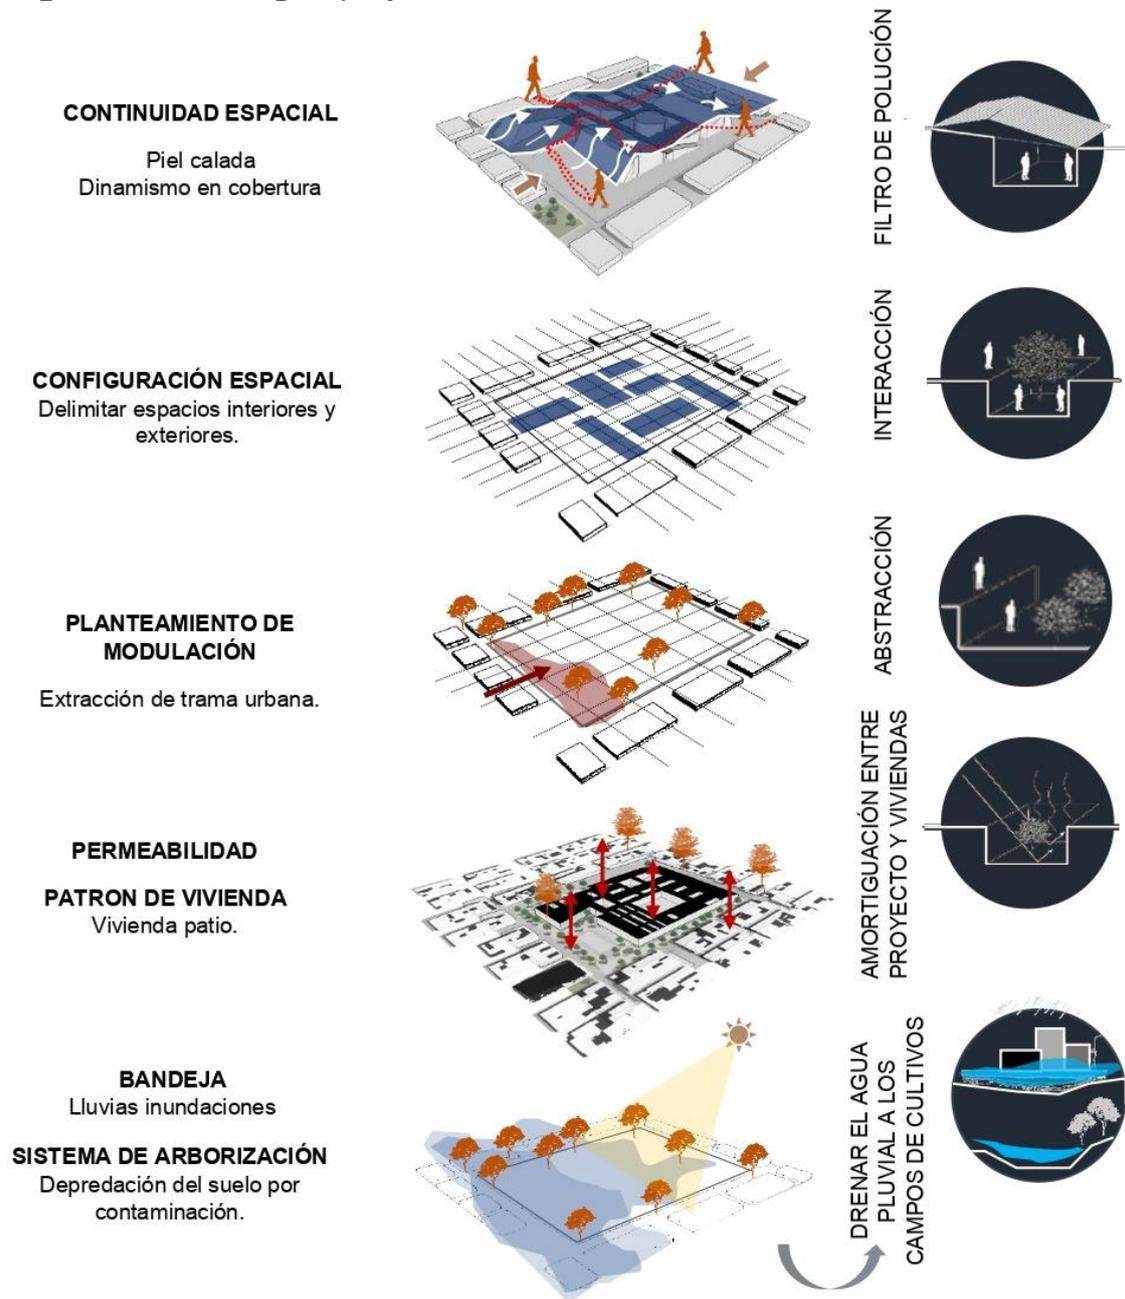 CONTINUIDAD ESPACIAL
Piel calada
Dinamismo en cobertura
FILTRO DE POLUCIÓN
CONFIGURACIÓN ESPACIAL
Delimitar espacios interiores y
exteriores.
INTERACCIÓN
PLANTEAMIENTO DE
MODULACIÓN
Extracción de trama urbana.
ABSTRACCIÓN
PERMEABILIDAD
PATRON DE VIVIENDA
Vivienda patio.
AMORTIGUACIÓN ENTRE
PROYECTO Y VIVIENDAS
BANDEJA
Lluvias inundaciones
SISTEMA DE ARBORIZACIÓN
Depredación del suelo por
contaminación.
DRENAR EL AGUA
PLUVIAL A LOS
CAMPOS DE CULTIVOS